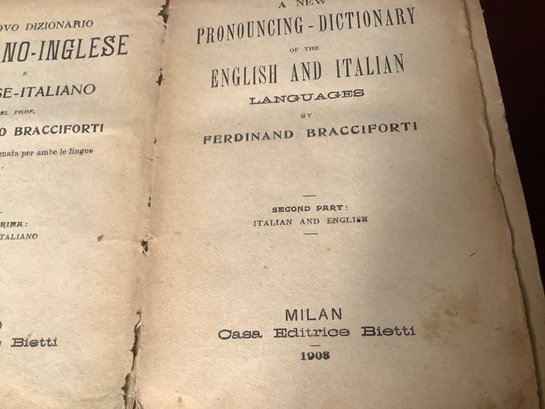 OVO DIZIONARIO
NO-INGLESE
E
SE-ITALIANO
EL PROF.
O BRACCIFORTI
gnata per ambe le lingue
RIMA:
TALIANO
e Bietti
A NEW
PRONOUNCING-DICTIONARY
OF THE
ENGLISH AND ITALIAN
LANGUAGES
BY
FERDINAND BRACCIFORTI
SECOND PART:
ITALIAN AND ENGLISH
MILAN
Casa Editrice Bietti
1908